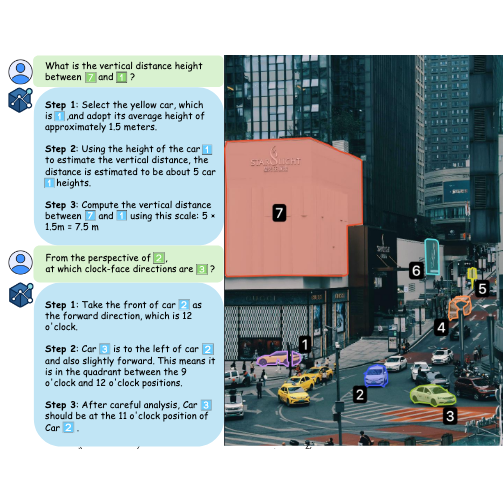 What is the vertical distance height
between 7 and 1 ?
Step 1: Select the yellow car, which
is 1 ,and adopt its average height of
approximately 1.5 meters.
Step 2: Using the height of the car 1
to estimate the vertical distance, the
distance is estimated to be about 5 car
1 heights.
Step 3: Compute the vertical distance
between 7 and 1 using this scale: 5 ×
1.5m = 7.5 m
From the perspective of 2,
at which clock-face directions are 3 ?
Step 1: Take the front of car 2 as
the forward direction, which is 12
o'clock.
Step 2: Car 3 is to the left of car 2
and also slightly forward. This means it
is in the quadrant between the 9
o'clock and 12 o'clock positions.
Step 3: After careful analysis, Car 3
should be at the 11 o'clock position of
Car 2 .
7
6
5
4
1
2
3